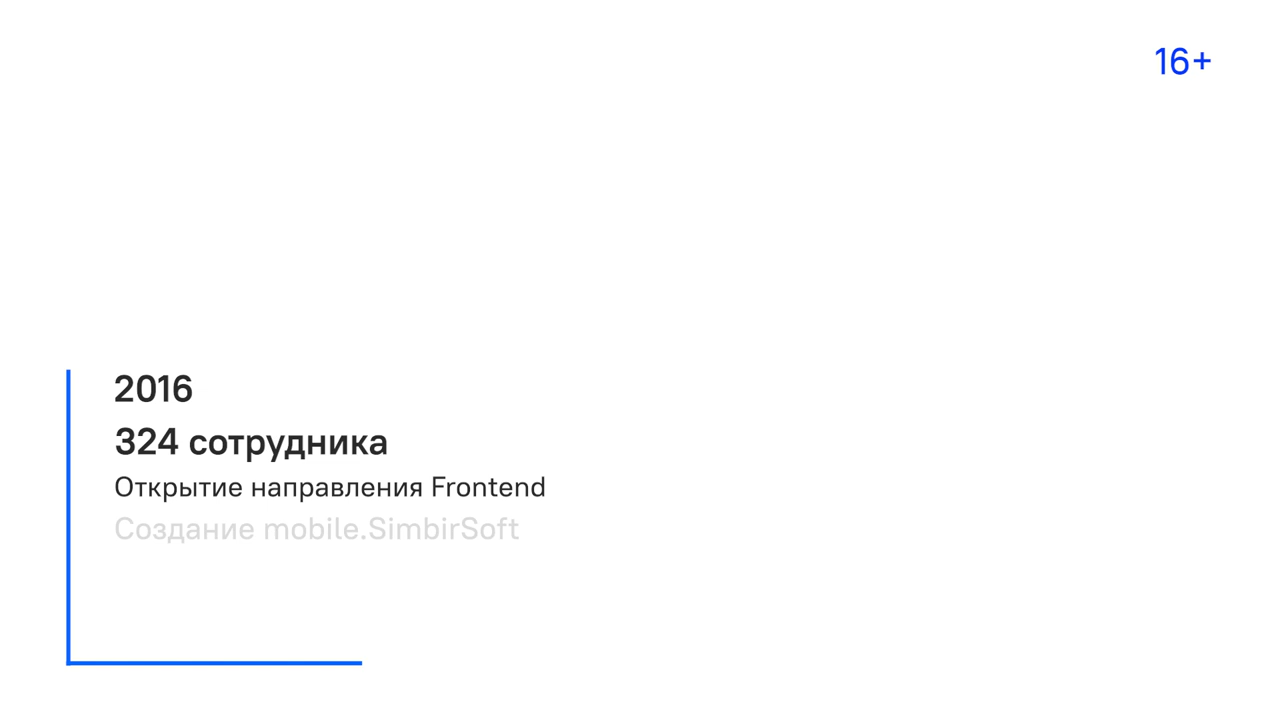 16+
2016
324 сотрудника
Открытие направления Frontend
Создание mobile.SimbirSoft